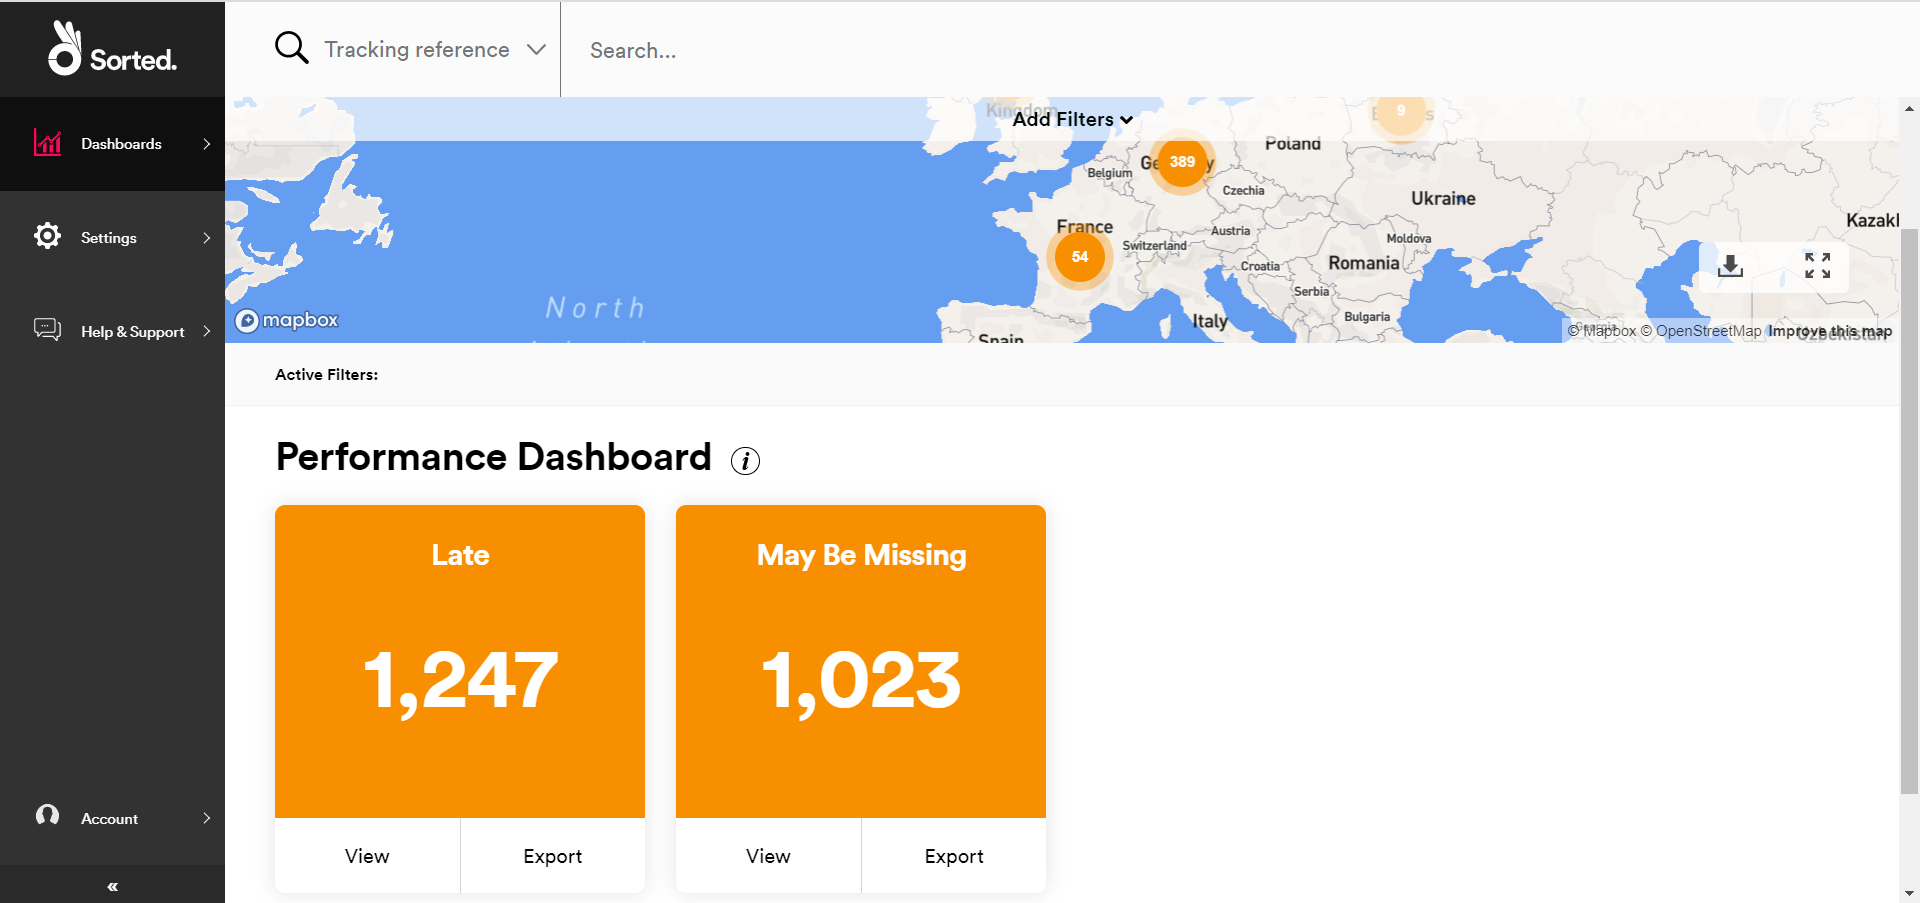 Sorted.
Tracking reference
Search...
Dashboards
Settings
Help & Support
Account
«
Kingdom
Add Filters
9
Poland
389
Belgium
Czechia
Ukraine
Kazakh
France
Austria
Switzerland
Moldova
54
Croatia
Romania
Serbia
North
Bulgaria
Italy
mapbox
Spain
Georgia
© Mapbox © OpenStreetMap Improve this map
Uzbekistan
Active Filters:
Performance Dashboard i
Late
1,247
View
Export
May Be Missing
1,023
View
Export